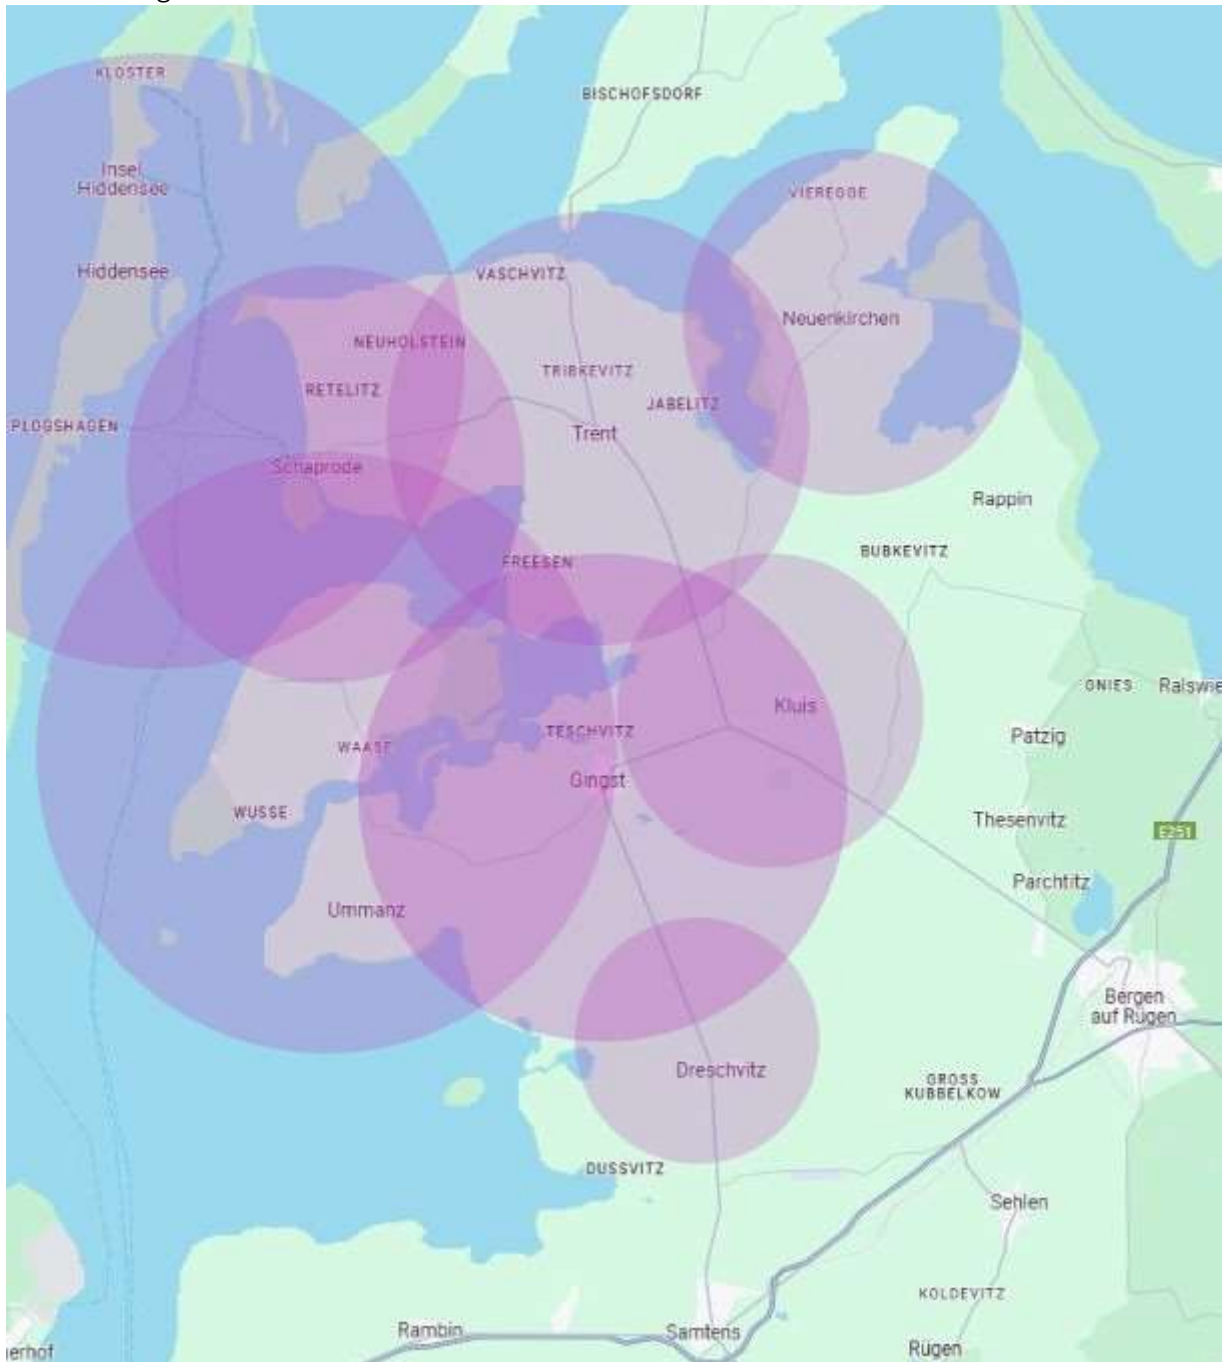 KLOSTER
BISCHOFSDORF
Insel
Hiddensee
VIEREGGE
Hiddensee
VASCHVITZ
Neuenkirchen
NEUHOLSTEIN
TRIBKEVITZ
RETELITZ
JABELITZ
PLOGSHAGEN
Trent
Schaprode
Rappin
BUBKEVITZ
FREESEN
GNIES
Ralswie
Kluis
TESCHVITZ
Patzig
WAASE
Gingst
WUSSE
Thesenvitz
E251
Parchtitz
Ummanz
Bergen
auf Rügen
Dreschvitz
GROSS
KUBBELKOW
DUSSVITZ
Sehlen
KOLDEVITZ
Rambin
Samtens
Rügen
erhof